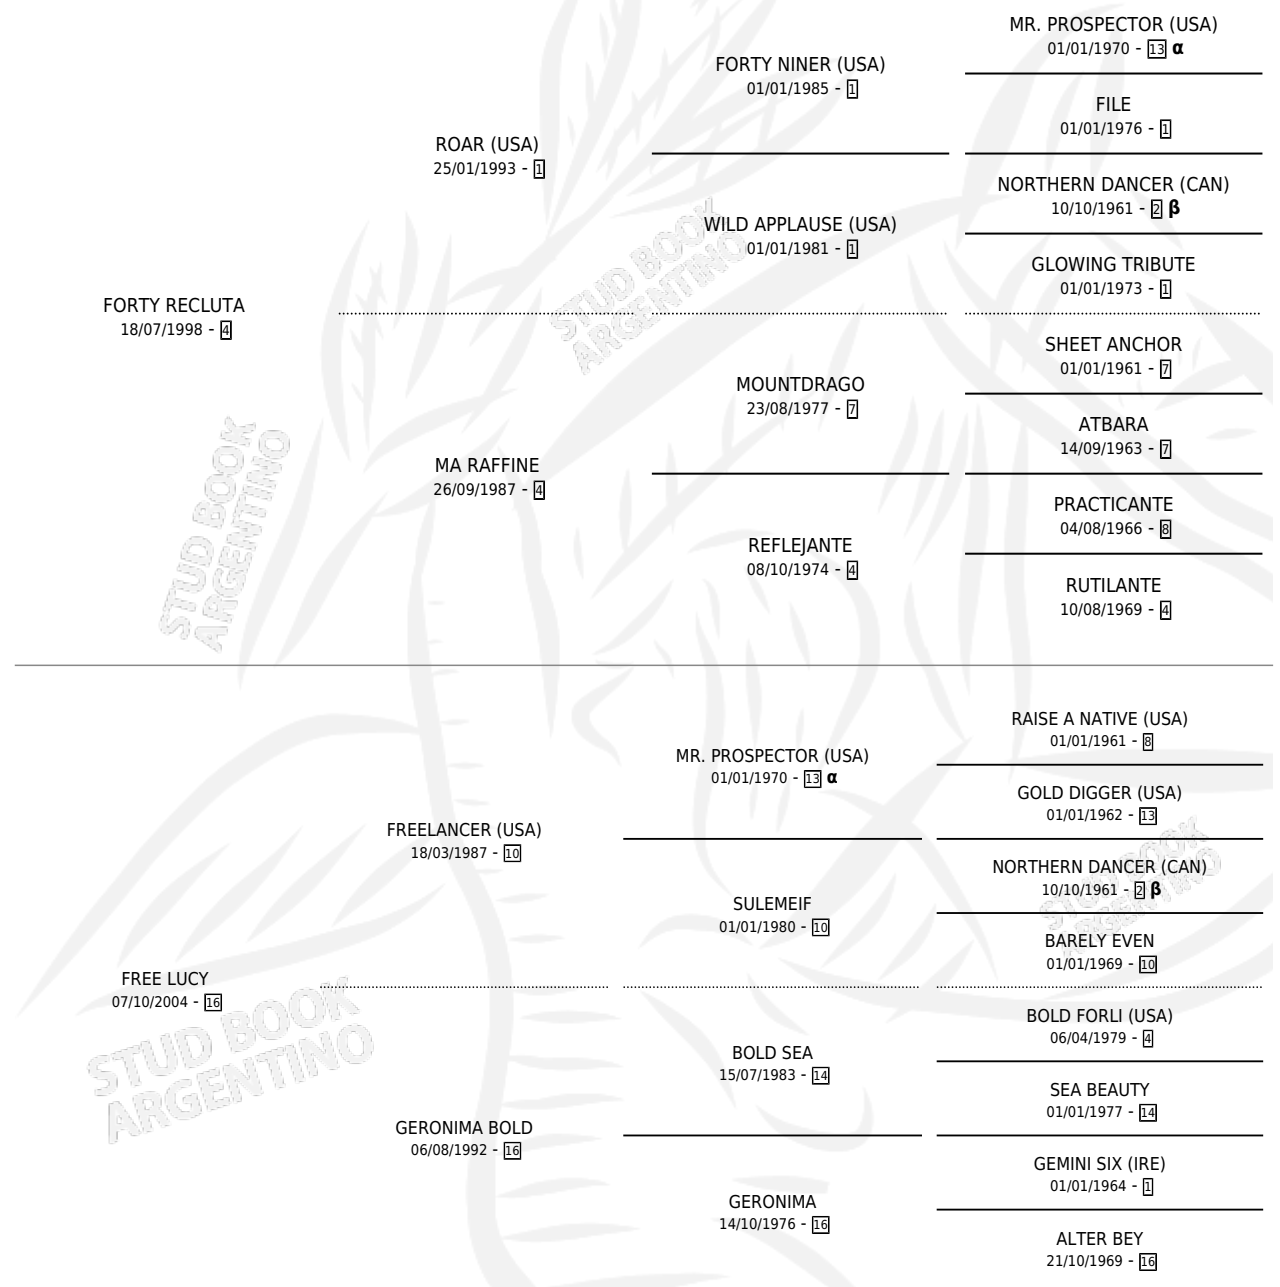 MR. PROSPECTOR (USA)
01/01/1970 - 13 α
FORTY NINER (USA)
01/01/1985 - 1
FILE
01/01/1976 - 1
ROAR (USA)
25/01/1993 - 1
NORTHERN DANCER (CAN)
10/10/1961 - 2 β
WILD APPLAUSE (USA)
01/01/1981 - 1
GLOWING TRIBUTE
01/01/1973 - 1
FORTY RECLUTA
18/07/1998 - 4
SHEET ANCHOR
01/01/1961 - 7
MOUNTDRAGO
23/08/1977 - 7
ATBARA
14/09/1963 - 7
MA RAFFINE
26/09/1987 - 4
PRACTICANTE
04/08/1966 - 8
REFLEJANTE
08/10/1974 - 4
RUTILANTE
10/08/1969 - 4
RAISE A NATIVE (USA)
01/01/1961 - 8
MR. PROSPECTOR (USA)
01/01/1970 - 13 α
GOLD DIGGER (USA)
01/01/1962 - 13
FREELANCER (USA)
18/03/1987 - 10
NORTHERN DANCER (CAN)
10/10/1961 - 2 β
SULEMEIF
01/01/1980 - 10
BARELY EVEN
01/01/1969 - 10
FREE LUCY
07/10/2004 - 16
BOLD FORLI (USA)
06/04/1979 - 4
BOLD SEA
15/07/1983 - 14
SEA BEAUTY
01/01/1977 - 14
GERONIMA BOLD
06/08/1992 - 16
GEMINI SIX (IRE)
01/01/1964 - 1
GERONIMA
14/10/1976 - 16
ALTER BEY
21/10/1969 - 16
STUD BOOK
ARGENTINO
STUD BOOK
ARGENTINO
STUD BOOK
ARGENTINO
STUD BOOK
ARGENTINO